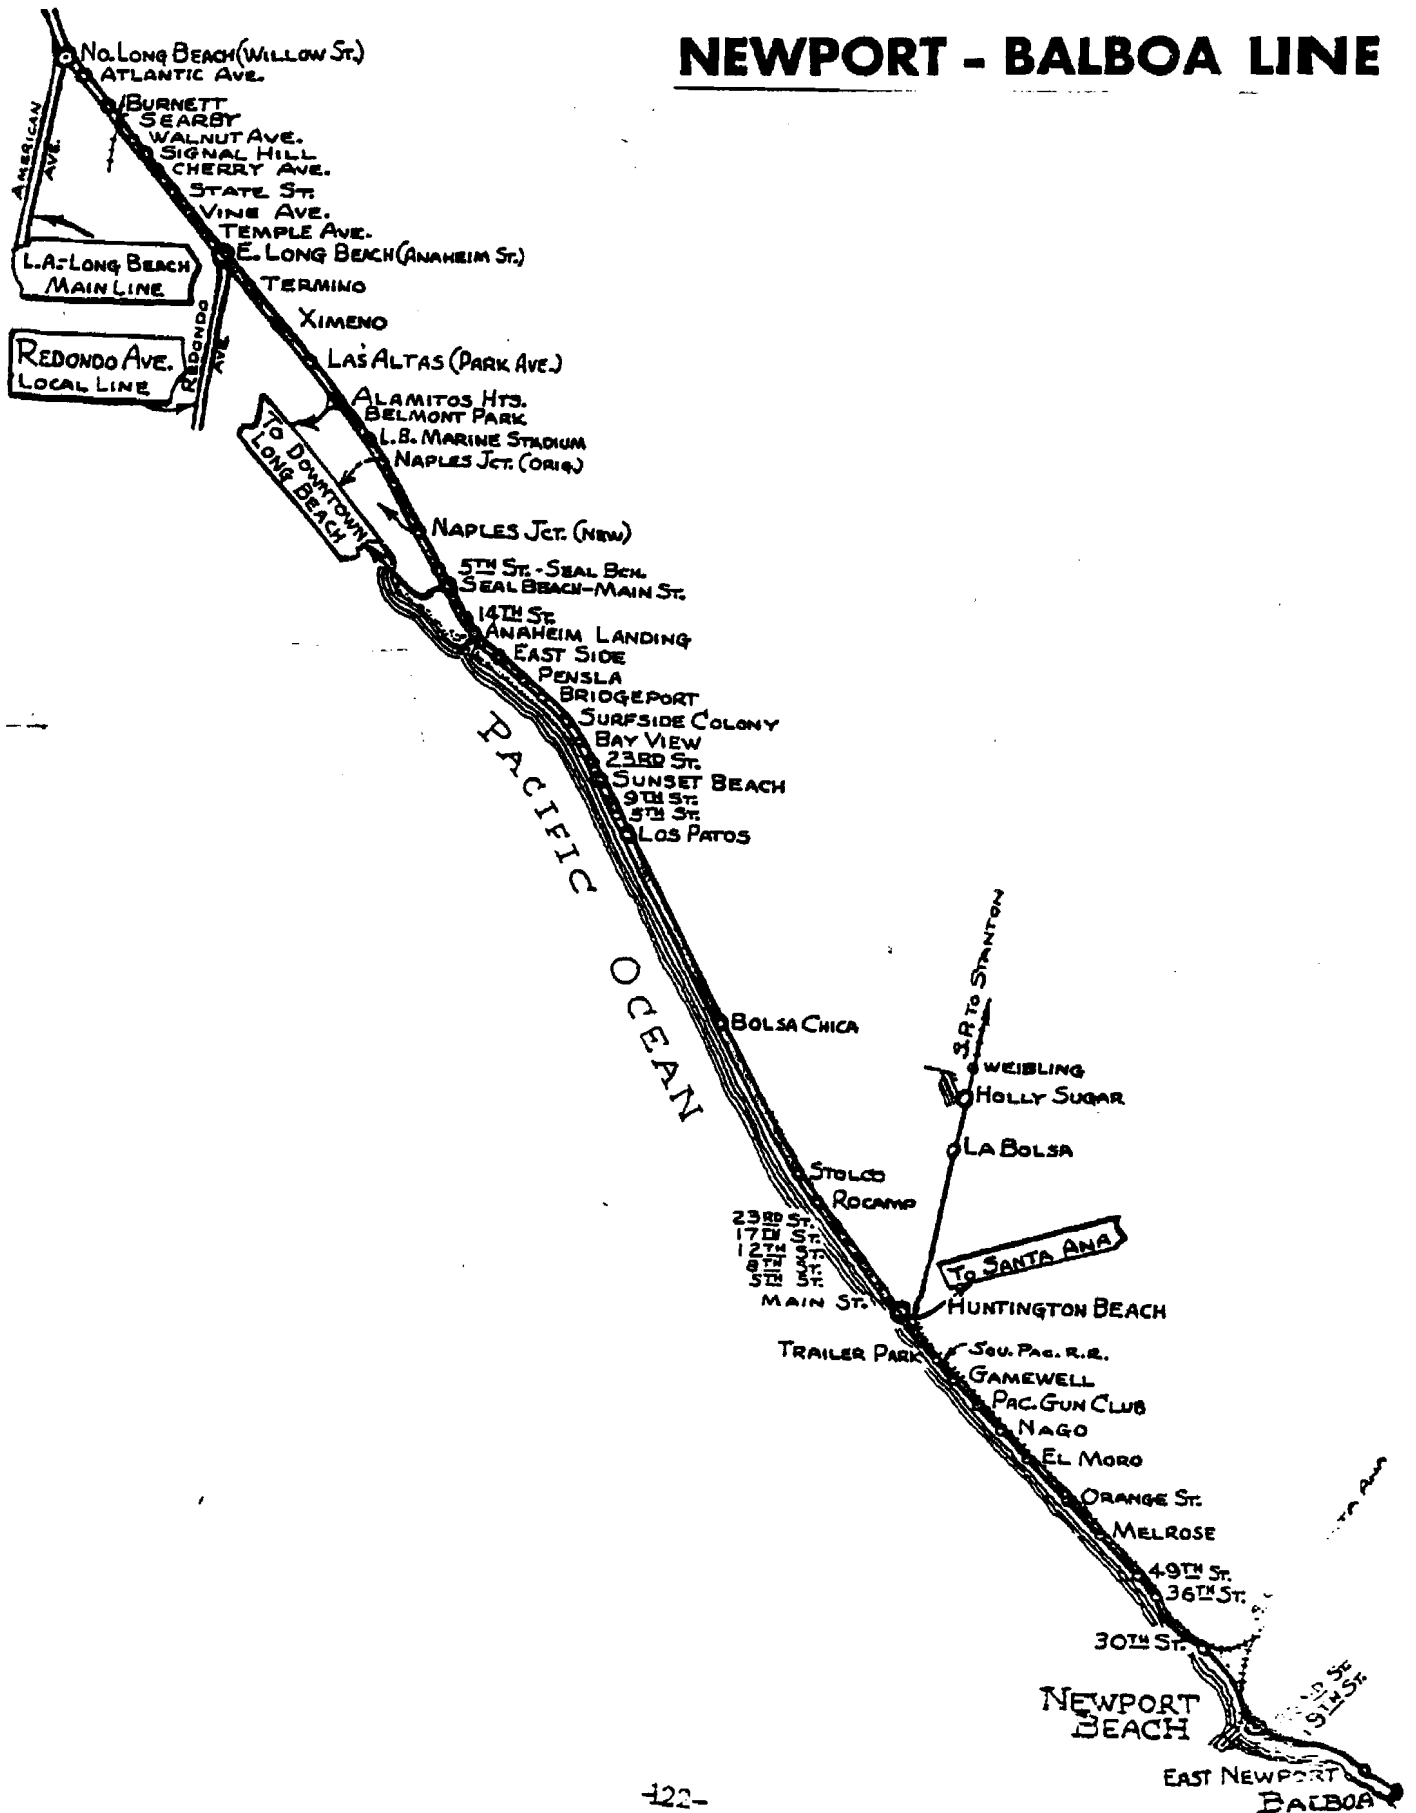 NEWPORT - BALBOA LINE
NO. LONG BEACH (WILLOW ST.)
ATLANTIC AVE.
BURNETT
SEARBY
WALNUT AVE.
SIGNAL HILL
CHERRY AVE.
STATE ST.
VINE AVE.
TEMPLE AVE.
E. LONG BEACH (ANAHEIM ST.)
AMERICAN
AVE.
L.A.-LONG BEACH
MAIN LINE
TERMINO
XIMENO
REDONDO
AVE.
REDONDO AVE.
LOCAL LINE
LAS ALTAS (PARK AVE.)
ALAMITOS HTS.
BELMONT PARK
L.B. MARINE STADIUM
NAPLES JCT. (ORIG.)
TO DOWNTOWN
LONG BEACH
NAPLES JCT. (NEW)
5TH ST. - SEAL BCH.
SEAL BEACH-MAIN ST.
14TH ST.
ANAHEIM LANDING
EAST SIDE
PENSLA
BRIDGEPORT
SURFSIDE COLONY
BAY VIEW
23RD ST.
SUNSET BEACH
9TH ST.
5TH ST.
LOS PATOS
PACIFIC OCEAN
BOLSA CHICA
S.P. TO STANTON
WEIBLING
HOLLY SUGAR
LA BOLSA
STOLCO
ROCAMP
23RD ST.
17TH ST.
12TH ST.
8TH ST.
5TH ST.
MAIN ST.
TO SANTA ANA
HUNTINGTON BEACH
TRAILER PARK
SOU. PAC. R.R.
GAMEWELL
PAC. GUN CLUB
NAGO
EL MORO
ORANGE ST.
MELROSE
49TH ST.
36TH ST.
30TH ST.
19TH ST.
NEWPORT
BEACH
EAST NEWPORT
BALBOA
-122-